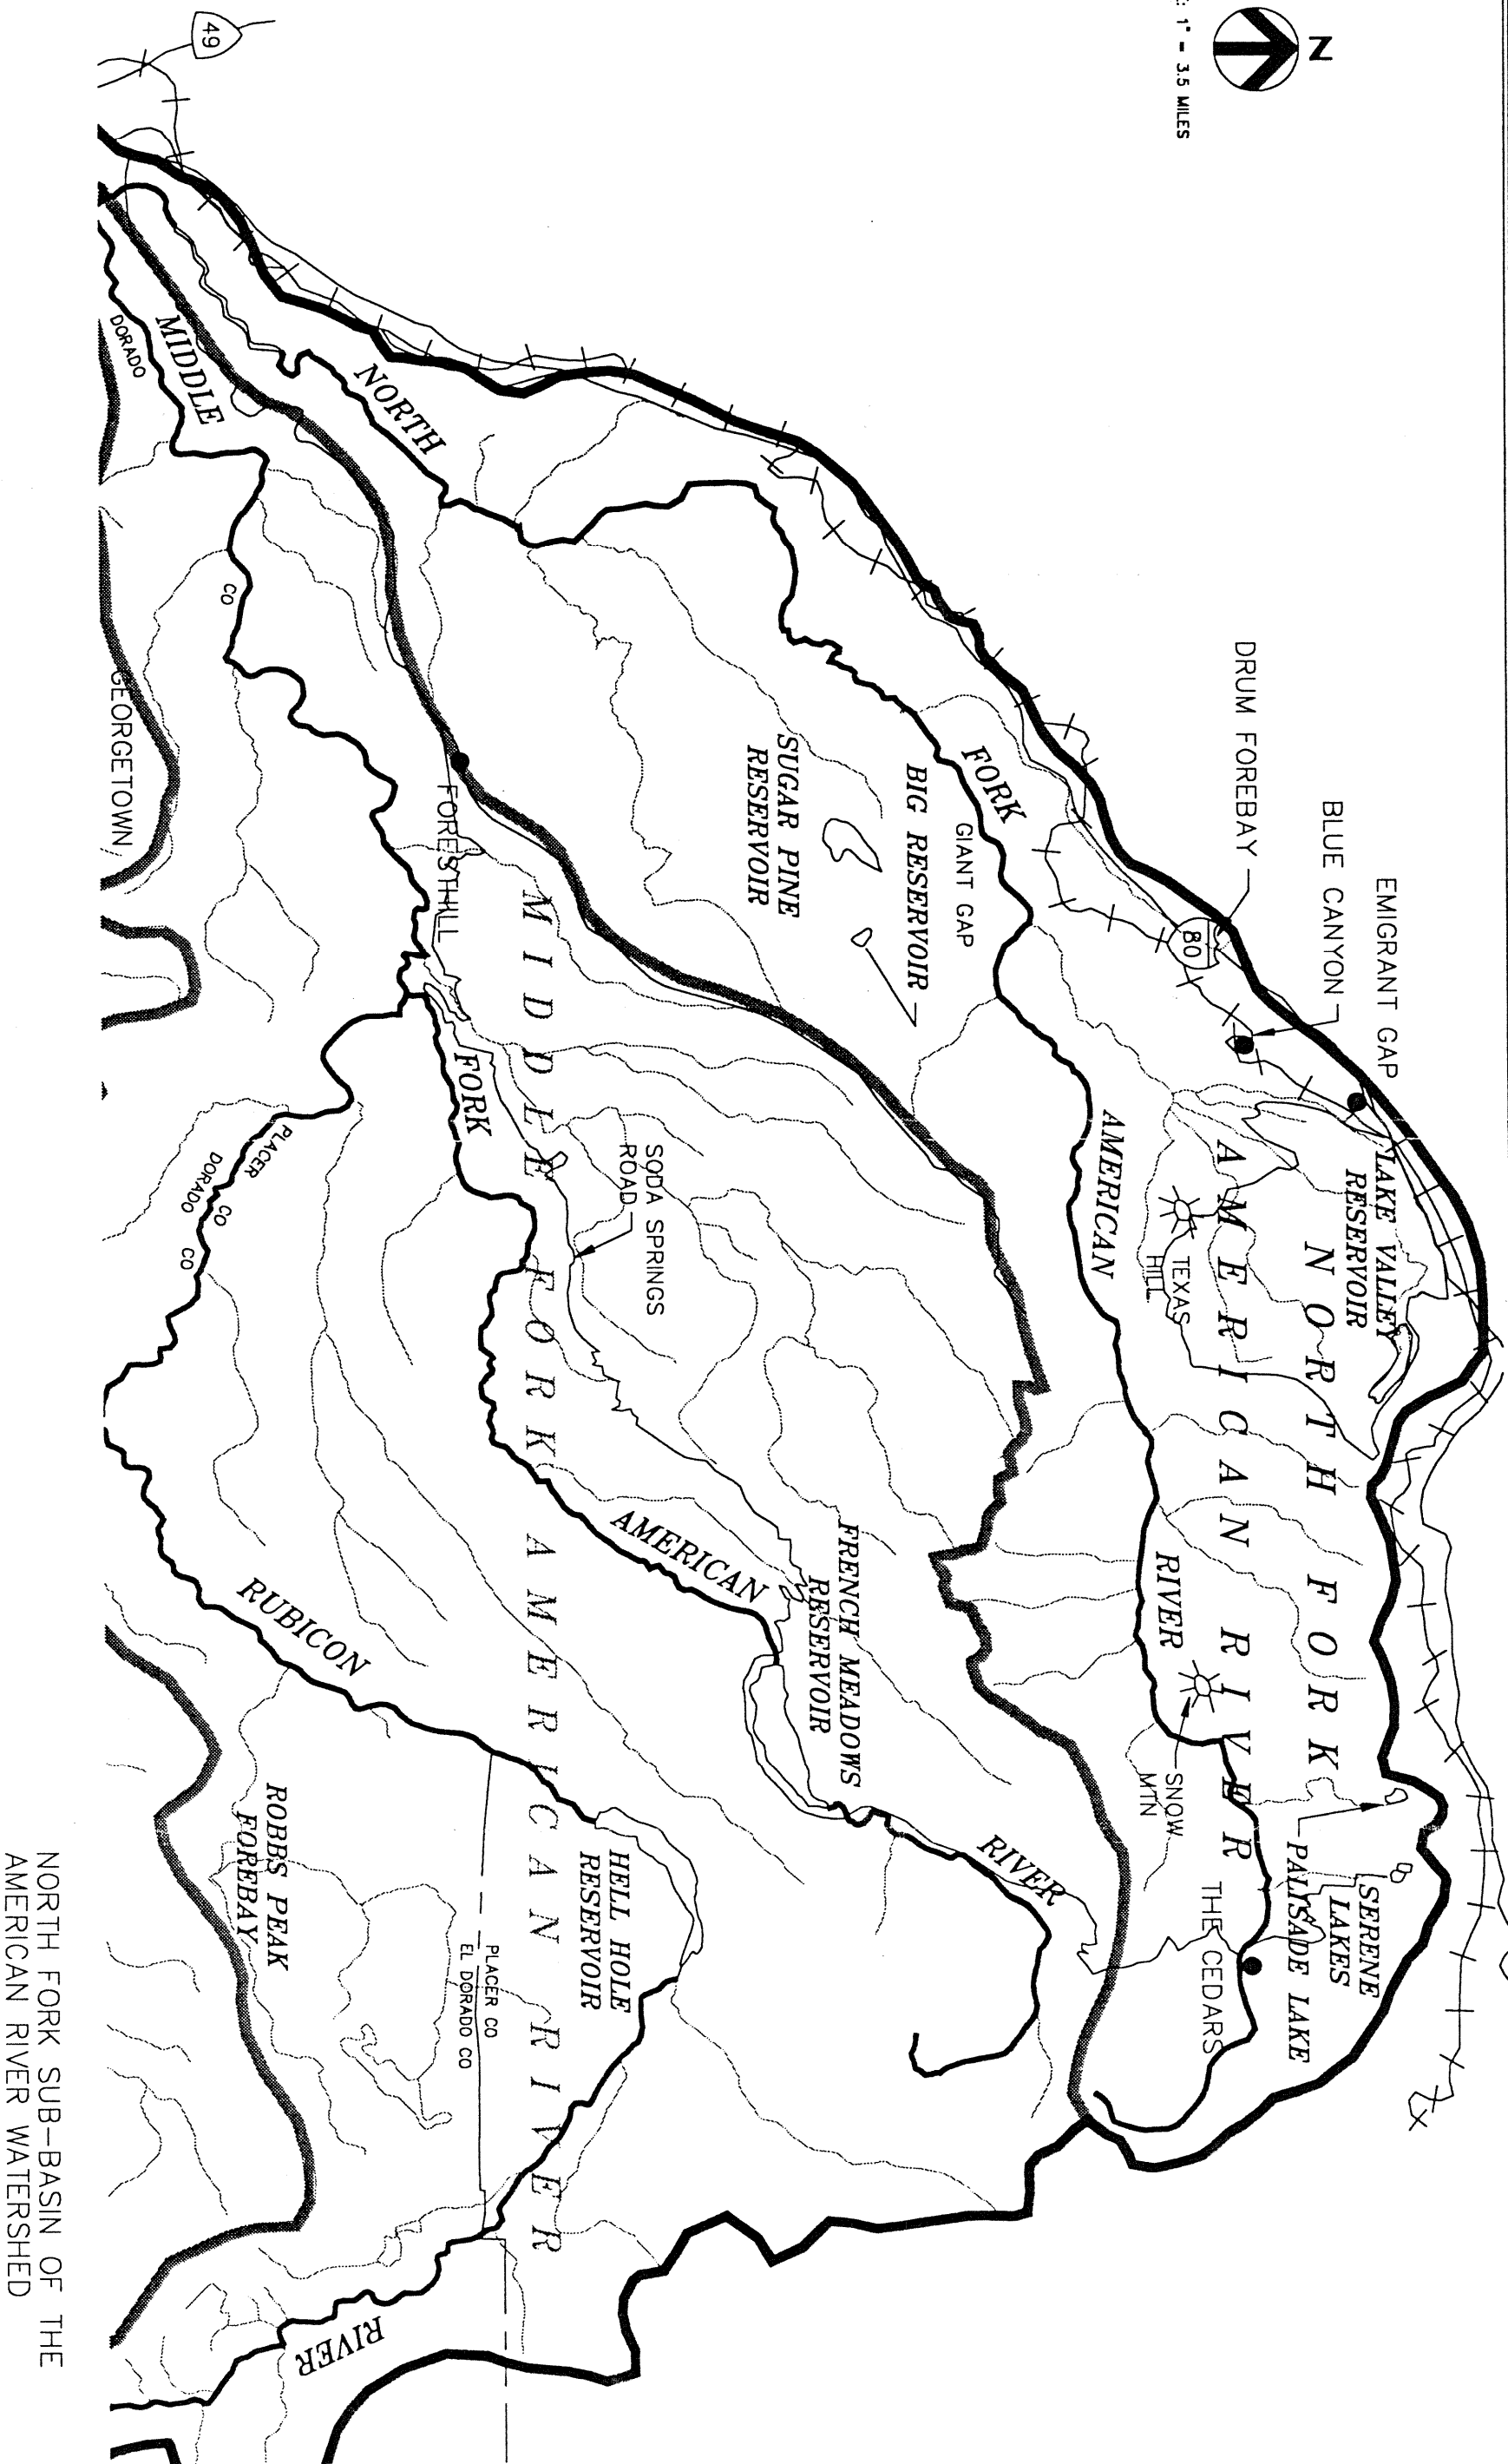 N
: 1" = 3.5 MILES
49
EMIGRANT GAP
BLUE CANYON
DRUM FOREBAY
80
LAKE VALLEY
RESERVOIR
NORTH FORK
AMERICAN RIVER
TEXAS
HILL
SNOW
MTN
PALISADE LAKE
SERENE
LAKES
THE CEDARS
NORTH
FORK
AMERICAN
RIVER
GIANT GAP
BIG RESERVOIR
SUGAR PINE
RESERVOIR
FORESTHILL
SODA SPRINGS
ROAD
FRENCH MEADOWS
RESERVOIR
MIDDLE FORK AMERICAN RIVER
MIDDLE
FORK
AMERICAN
RIVER
DORADO
CO
GEORGETOWN
PLACER
CO
DORADO
CO
RUBICON
RIVER
HELL HOLE
RESERVOIR
PLACER CO
EL DORADO CO
ROBBS PEAK
FOREBAY
NORTH FORK SUB-BASIN OF THE
AMERICAN RIVER WATERSHED